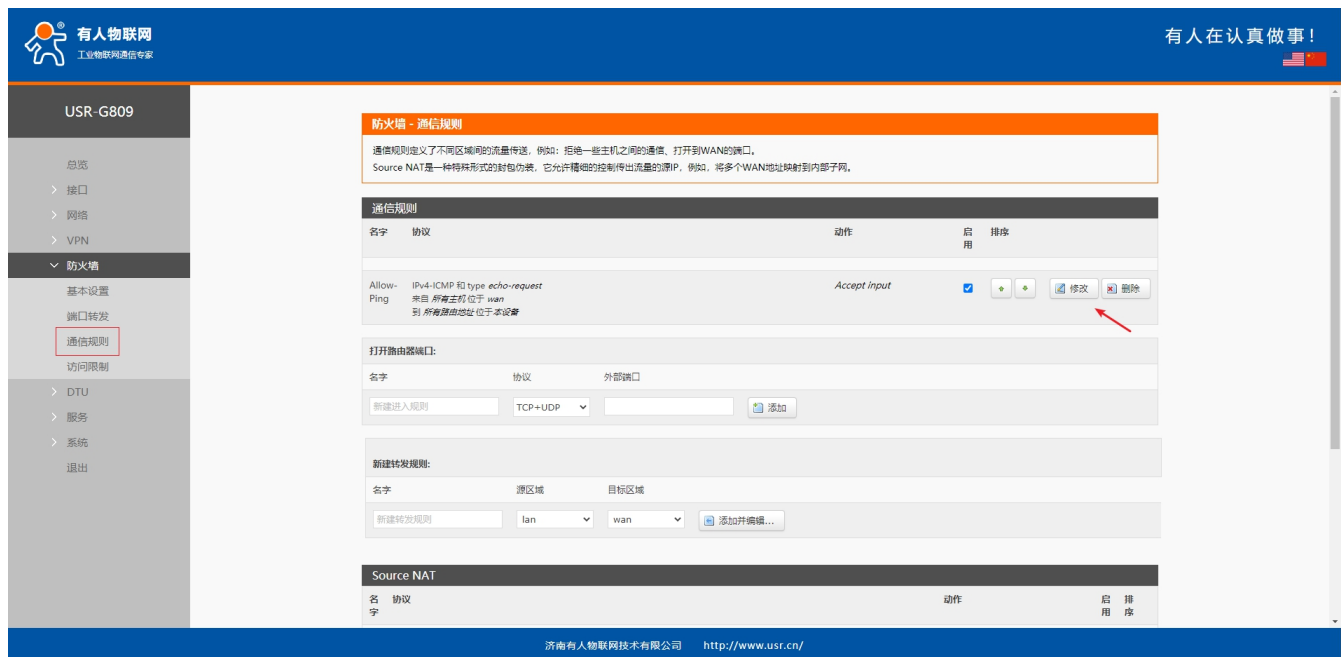 有人物联网
工业物联网通信专家
有人在认真做事!
USR-G809
总览
接口
网络
VPN
防火墙
基本设置
端口转发
通信规则
访问限制
DTU
服务
系统
退出
防火墙 - 通信规则
通信规则定义了不同区域间的流量传送，例如：拒绝一些主机之间的通信、打开到WAN的端口。
Source NAT是一种特殊形式的封包伪装，它允许精细的控制传出流量的源IP，例如，将多个WAN地址映射到内部子网。
通信规则
名字 协议 动作 启用 排序
Allow-Ping IPv4-ICMP 和 type echo-request Accept input 修改 删除
来自 所有主机 位于 wan
到 所有路由地址 位于 本设备
打开路由器端口:
名字 协议 外部端口
新建进入规则 TCP+UDP 添加
新建转发规则:
名字 源区域 目标区域
新建转发规则 lan wan 添加并编辑...
Source NAT
名字 协议 动作 启用 排序
济南有人物联网技术有限公司 http://www.usr.cn/